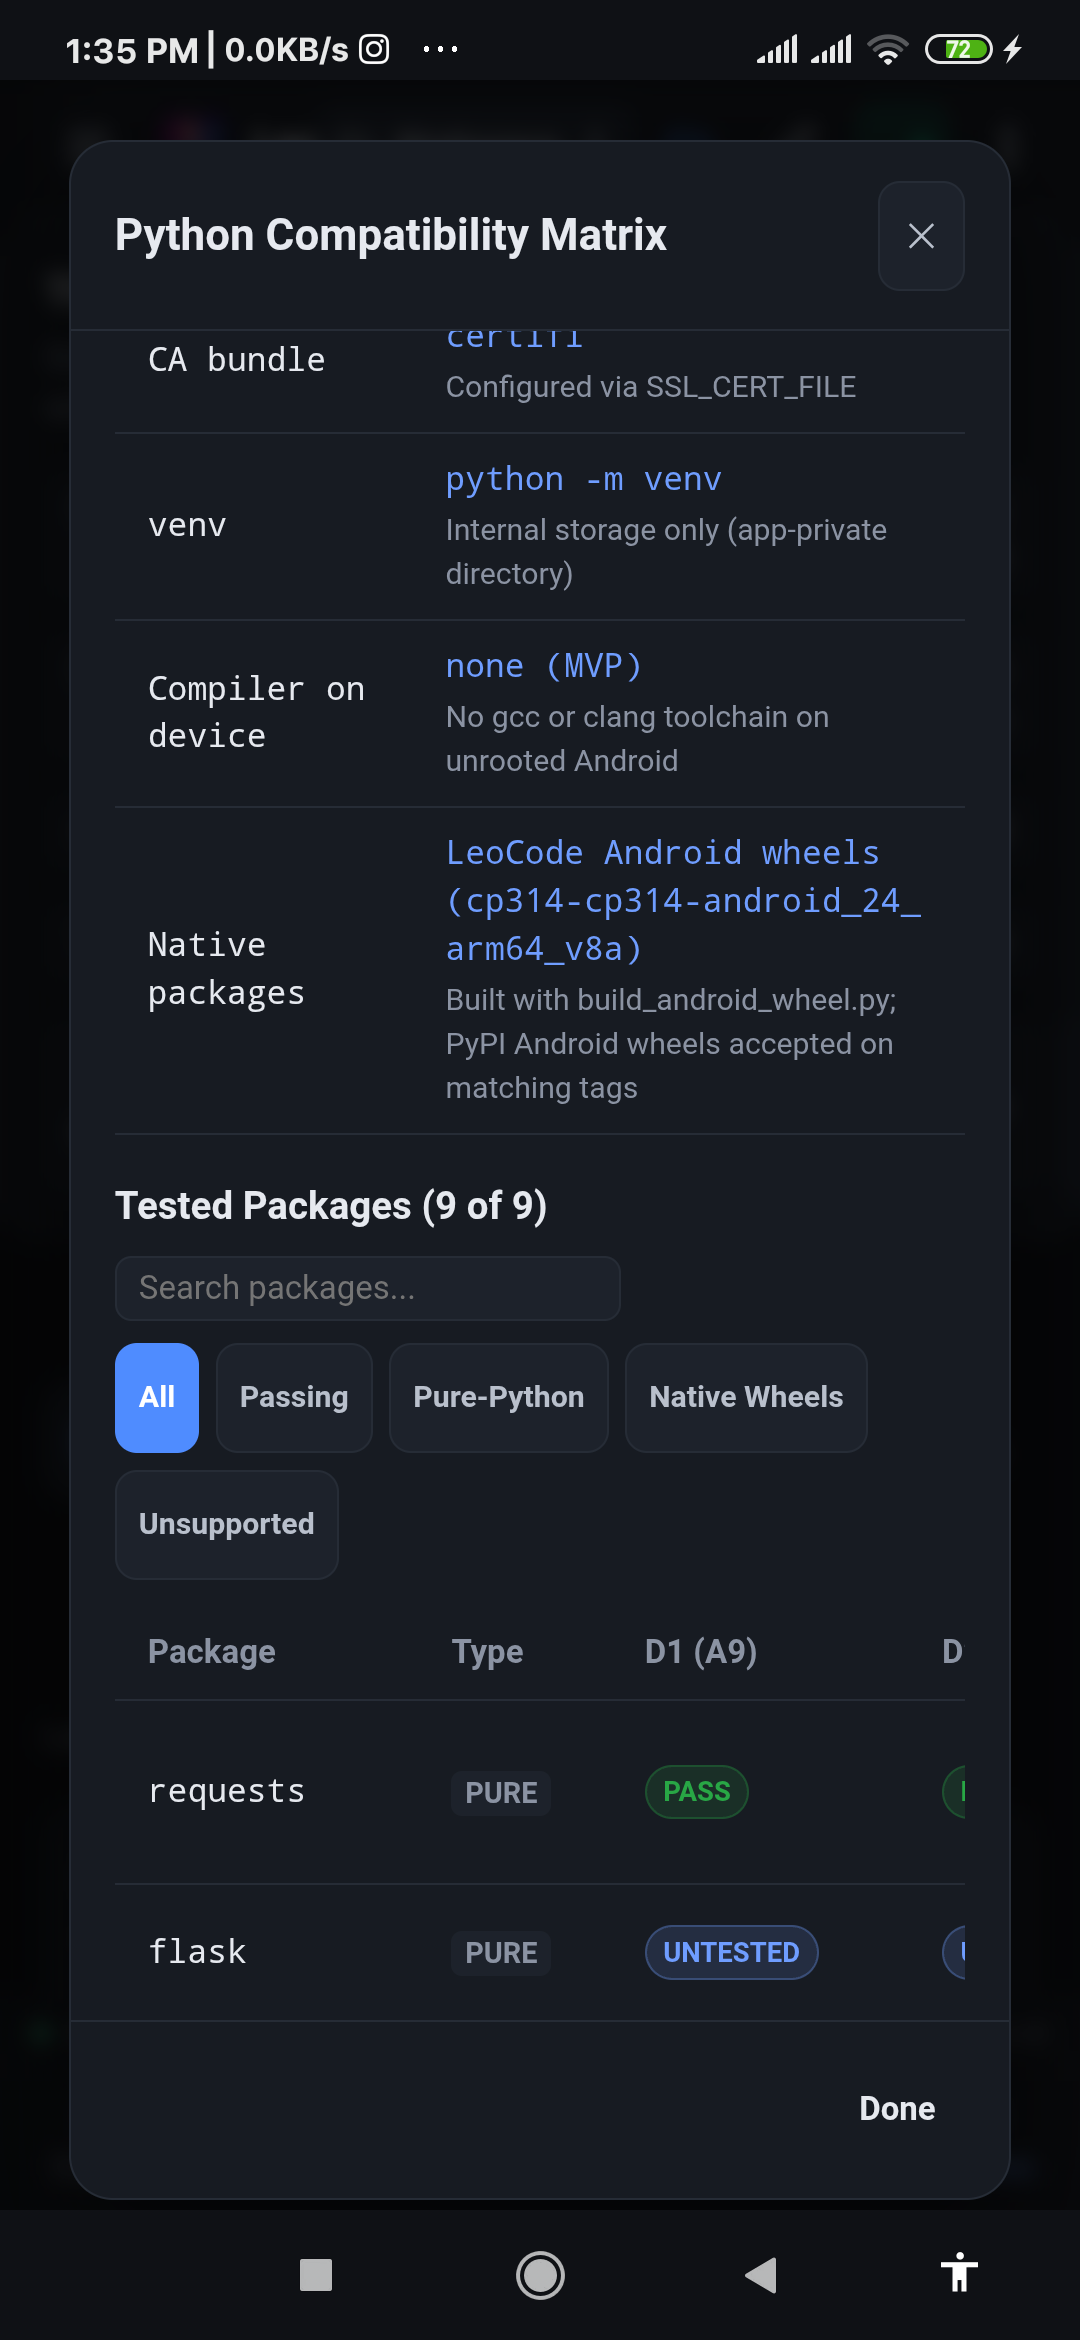 1:35 PM | 0.0KB/s
72
Python Compatibility Matrix
certifi
CA bundle
Configured via SSL_CERT_FILE
python -m venv
venv
Internal storage only (app-private
directory)
none (MVP)
Compiler on
device
No gcc or clang toolchain on
unrooted Android
LeoCode Android wheels
(cp314-cp314-android_24_
arm64_v8a)
Native
packages
Built with build_android_wheel.py;
PyPI Android wheels accepted on
matching tags
Tested Packages (9 of 9)
Search packages...
All Passing Pure-Python Native Wheels
Unsupported
Package Type D1 (A9) D
requests PURE PASS
flask PURE UNTESTED
Done